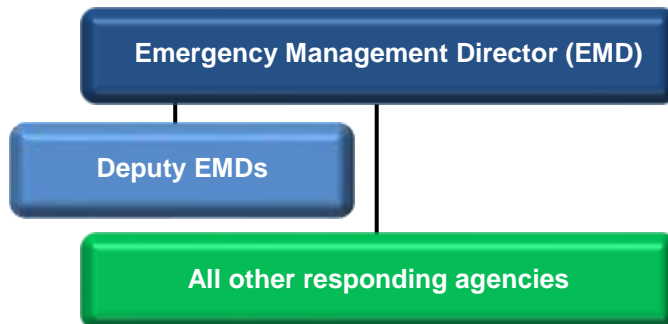 Emergency Management Director (EMD)
Deputy EMDs
All other responding agencies